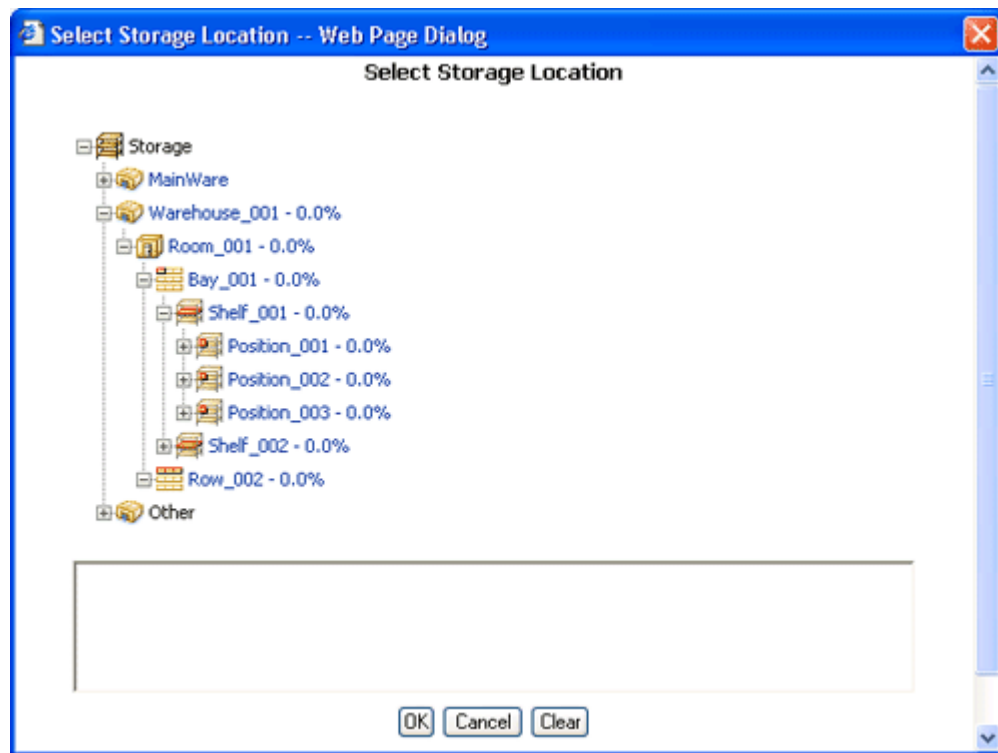 Select Storage Location -- Web Page Dialog
Select Storage Location
Storage
MainWare
Warehouse_001 - 0.0%
Room_001 - 0.0%
Bay_001 - 0.0%
Shelf_001 - 0.0%
Position_001 - 0.0%
Position_002 - 0.0%
Position_003 - 0.0%
Shelf_002 - 0.0%
Row_002 - 0.0%
Other
OK Cancel Clear